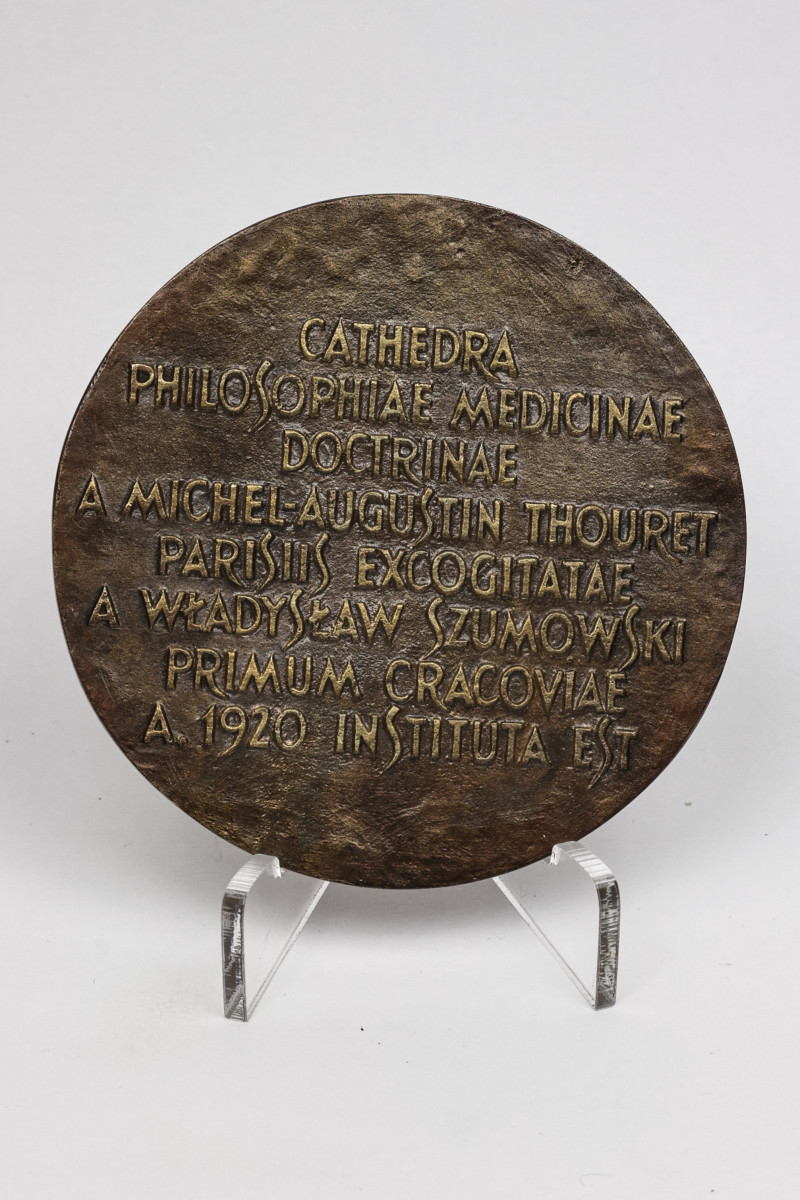 CATHEDRA
PHILOSOPHIAE MEDICINAE
DOCTRINAE
A MICHEL-AUGUSTIN THOURET
PARISIIS EXCOGITATAE
A WŁADYSŁAW SZUMOWSKI
PRIMUM CRACOVIAE
A. 1920 INSTITUTA EST